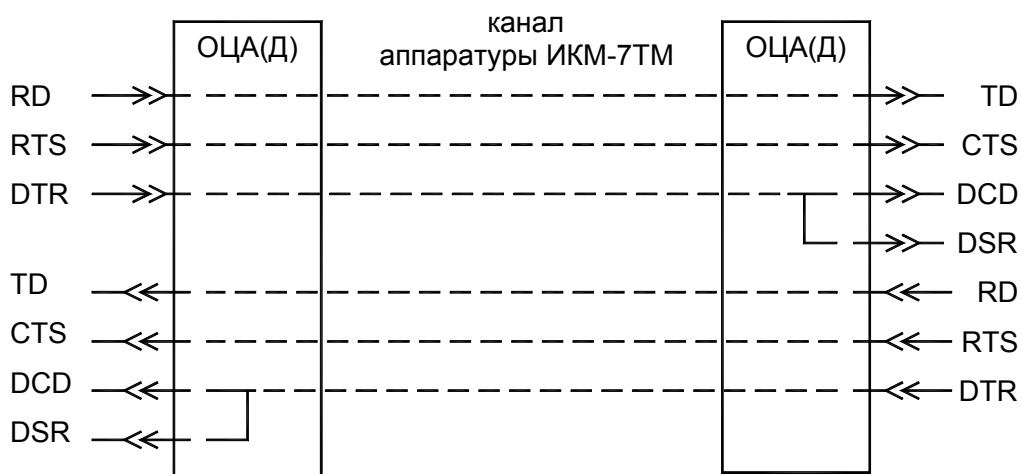 канал
аппаратуры ИКМ-7ТМ
ОЦА(Д)
ОЦА(Д)
RD
TD
RTS
CTS
DTR
DCD
DSR
TD
RD
CTS
RTS
DCD
DTR
DSR